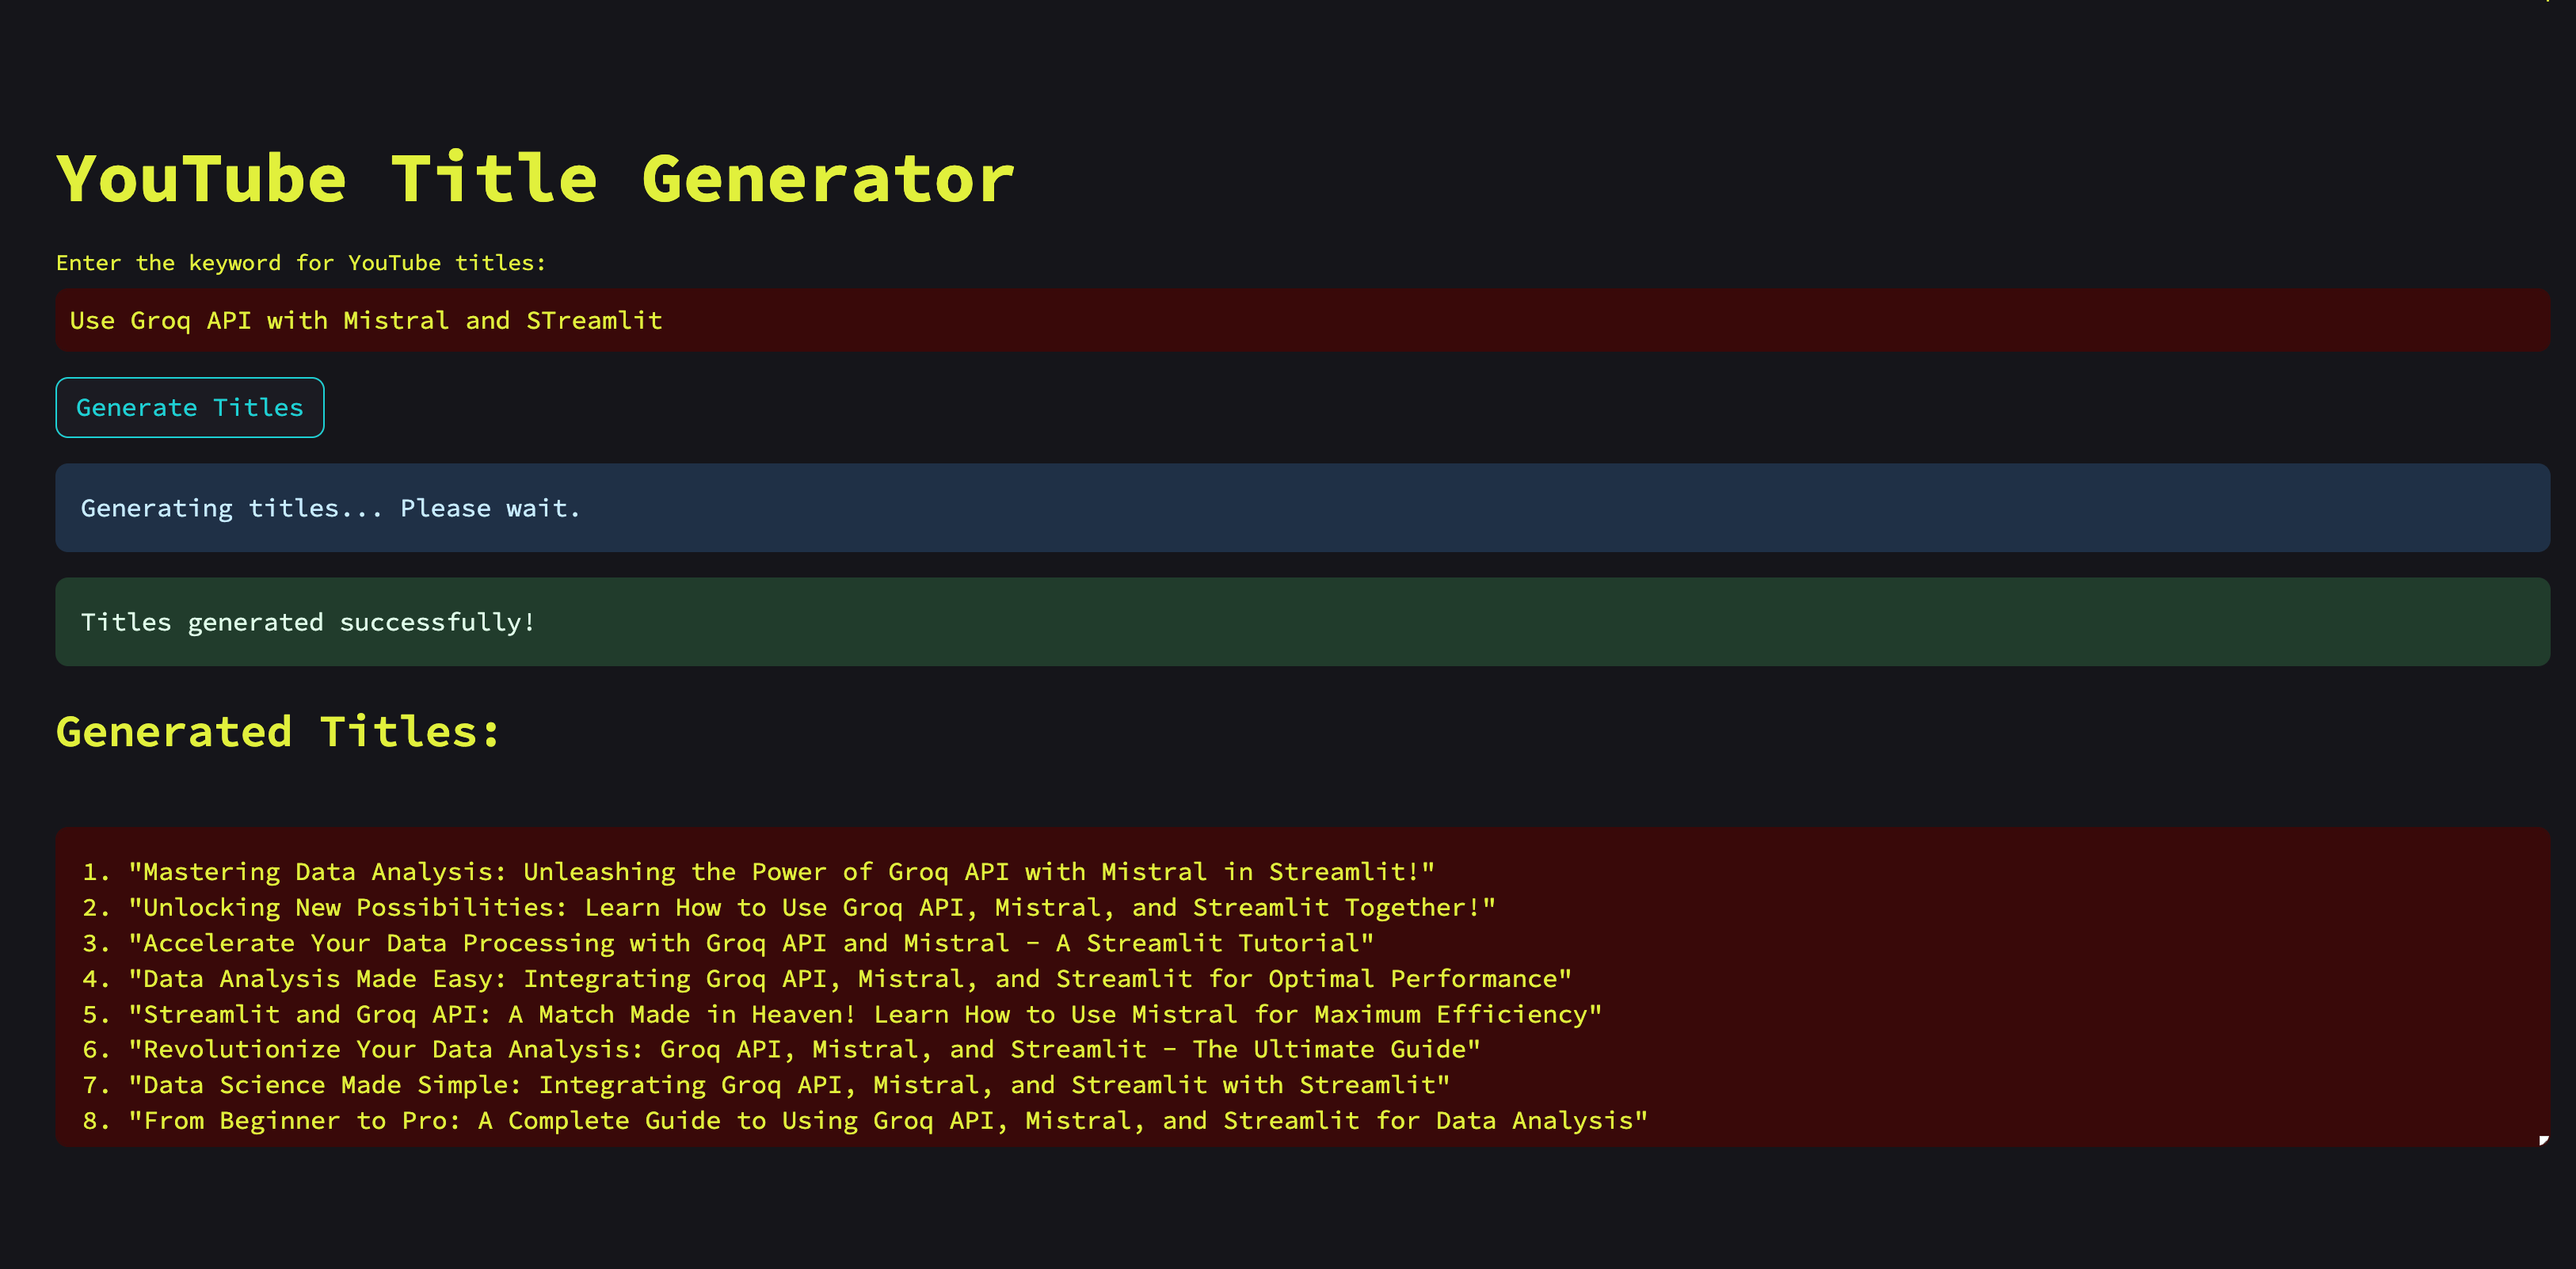 YouTube Title Generator
Enter the keyword for YouTube titles:
Use Groq API with Mistral and STreamlit
Generate Titles
Generating titles... Please wait.
Titles generated successfully!
Generated Titles:
1. "Mastering Data Analysis: Unleashing the Power of Groq API with Mistral in Streamlit!"
2. "Unlocking New Possibilities: Learn How to Use Groq API, Mistral, and Streamlit Together!"
3. "Accelerate Your Data Processing with Groq API and Mistral - A Streamlit Tutorial"
4. "Data Analysis Made Easy: Integrating Groq API, Mistral, and Streamlit for Optimal Performance"
5. "Streamlit and Groq API: A Match Made in Heaven! Learn How to Use Mistral for Maximum Efficiency"
6. "Revolutionize Your Data Analysis: Groq API, Mistral, and Streamlit - The Ultimate Guide"
7. "Data Science Made Simple: Integrating Groq API, Mistral, and Streamlit with Streamlit"
8. "From Beginner to Pro: A Complete Guide to Using Groq API, Mistral, and Streamlit for Data Analysis"